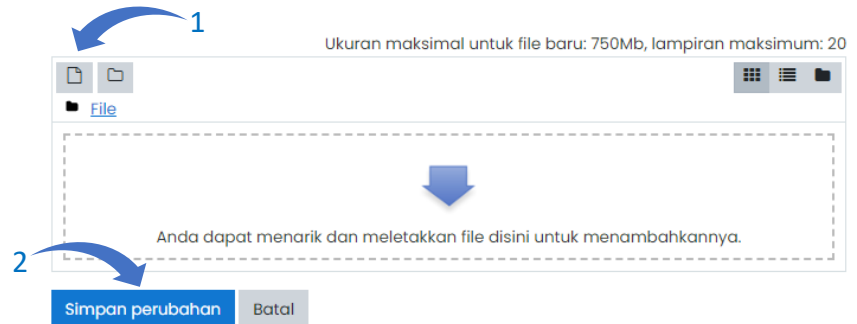 1
Ukuran maksimal untuk file baru: 750Mb, lampiran maksimum: 20
File
Anda dapat menarik dan meletakkan file disini untuk menambahkannya.
2
Simpan perubahan Batal